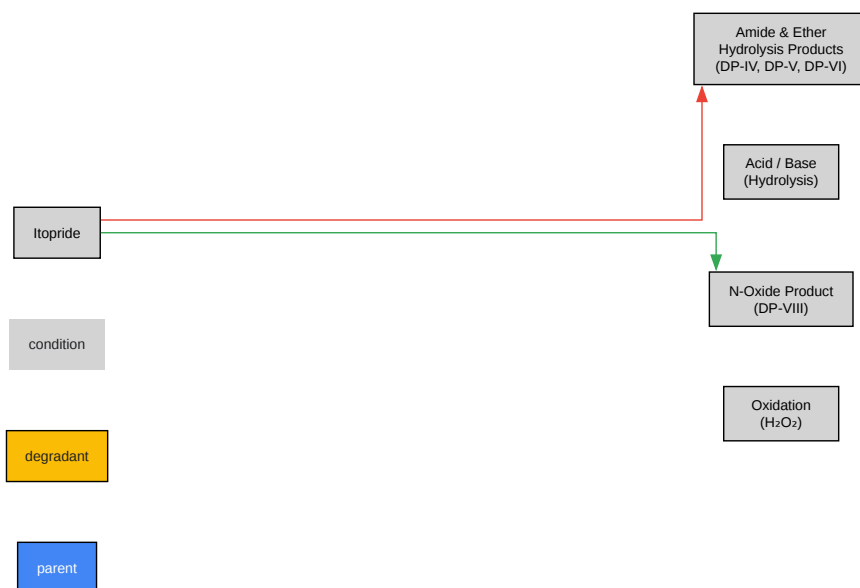 Amide & Ether
Hydrolysis Products
(DP-IV, DP-V, DP-VI)
Acid / Base
(Hydrolysis)
Itopride
N-Oxide Product
(DP-VIII)
condition
Oxidation
(H₂O₂)
degradant
parent